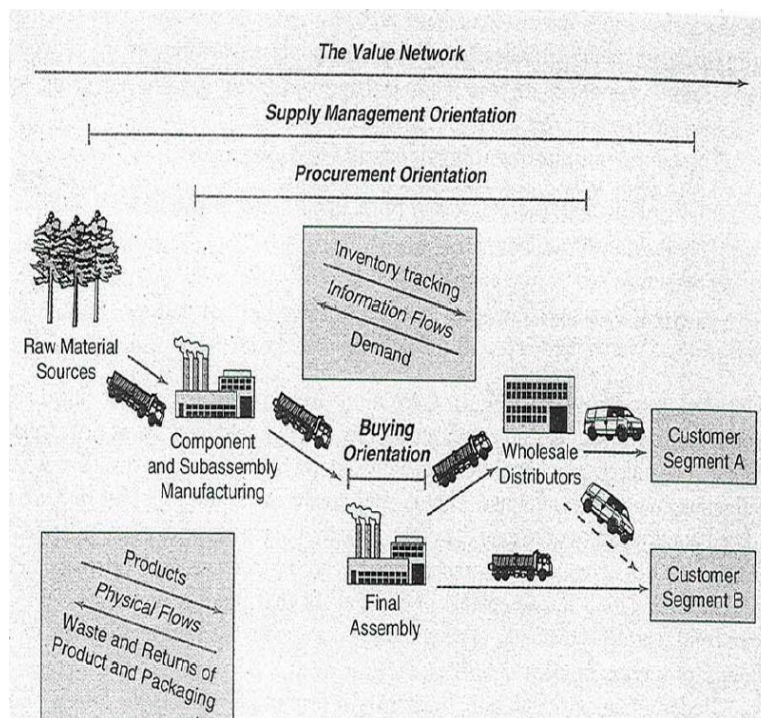 The Value Network
Supply Management Orientation
Procurement Orientation
Inventory tracking
Information Flows
Demand
Raw Material
Sources
Component
and Subassembly
Manufacturing
Buying
Orientation
Wholesale
Distributors
Customer
Segment A
Products
Physical Flows
Waste and Returns of
Product and Packaging
Final
Assembly
Customer
Segment B